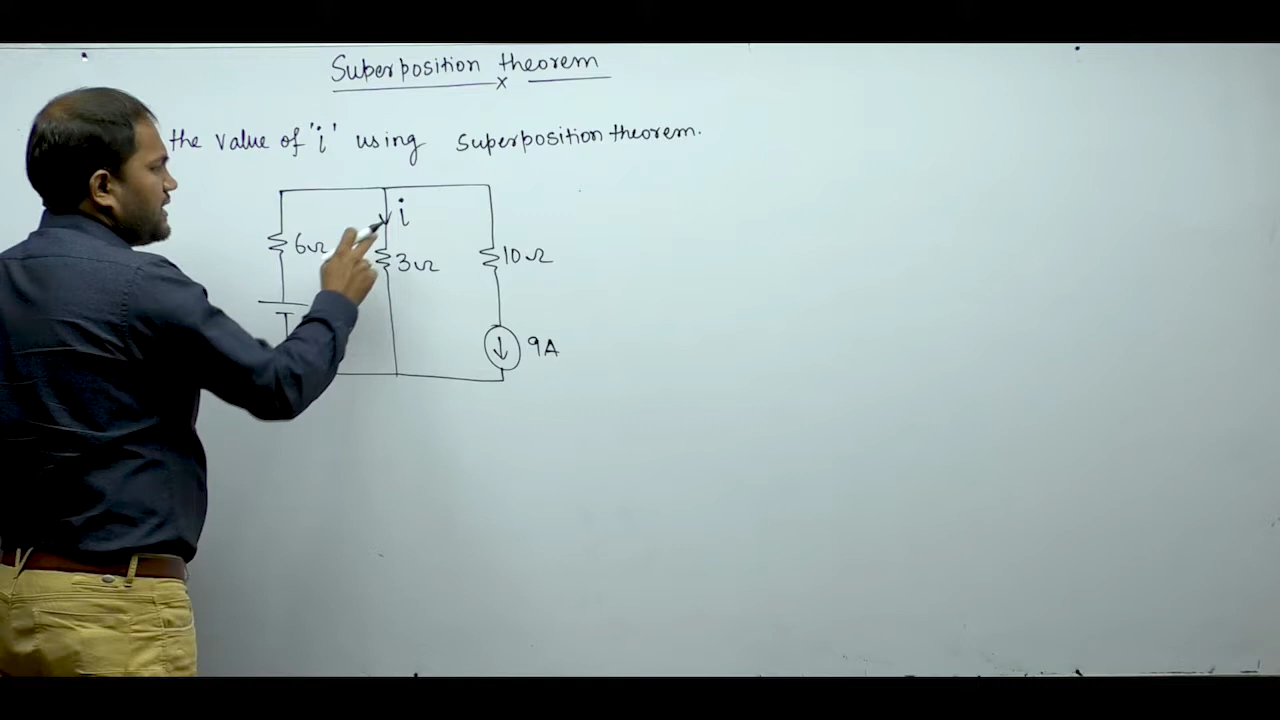 Superposition theorem
x
the value of 'i' using superposition theorem.
i
6Ω
3Ω
10Ω
9A